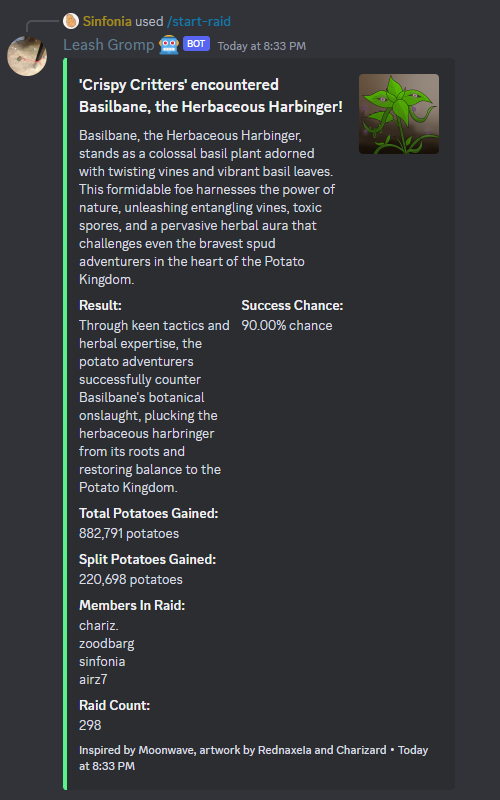 Sinfonia used /start-raid
Leash Gromp BOT Today at 8:33 PM
'Crispy Critters' encountered
Basilbane, the Herbaceous Harbinger!
Basilbane, the Herbaceous Harbinger,
stands as a colossal basil plant adorned
with twisting vines and vibrant basil leaves.
This formidable foe harnesses the power of
nature, unleashing entangling vines, toxic
spores, and a pervasive herbal aura that
challenges even the bravest spud
adventurers in the heart of the Potato
Kingdom.
Result:
Through keen tactics and
herbal expertise, the
potato adventurers
successfully counter
Basilbane's botanical
onslaught, plucking the
herbaceous harbringer
from its roots and
restoring balance to the
Potato Kingdom.
Success Chance:
90.00% chance
Total Potatoes Gained:
882,791 potatoes
Split Potatoes Gained:
220,698 potatoes
Members In Raid:
chariz.
zoodbarg
sinfonia
airz7
Raid Count:
298
Inspired by Moonwave, artwork by Rednaxela and Charizard • Today
at 8:33 PM